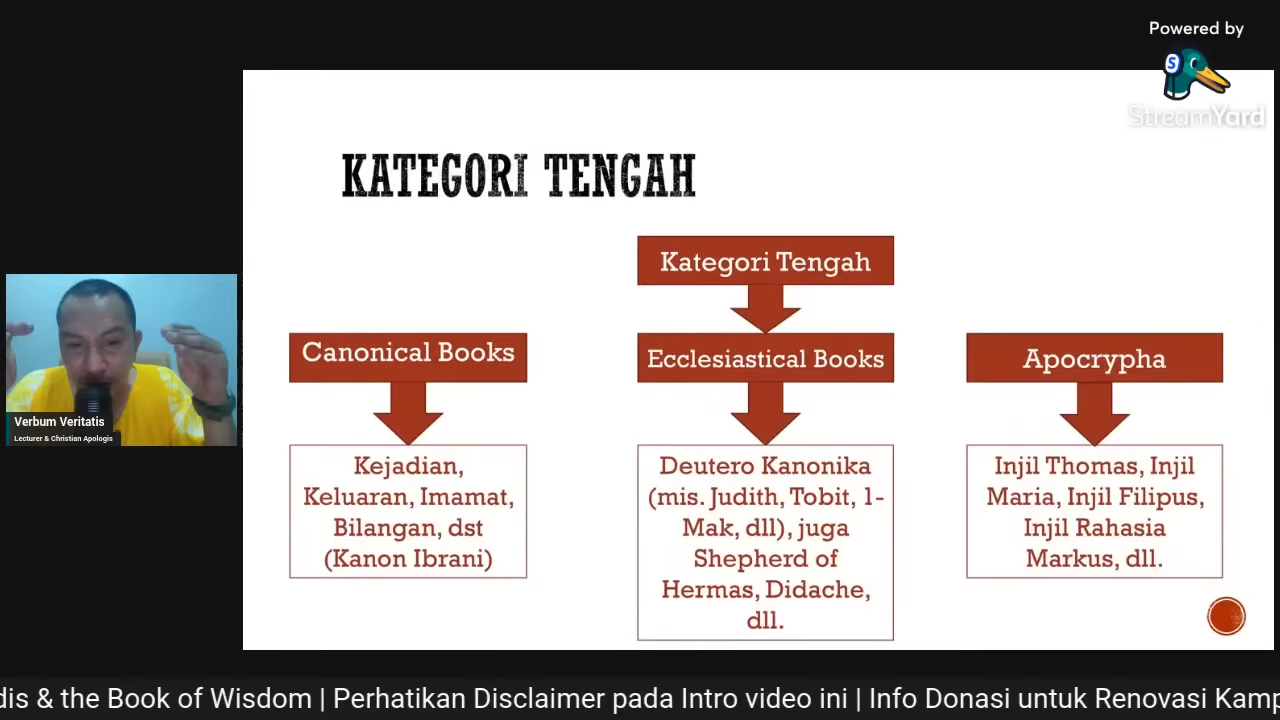 Powered by
StreamYard
KATEGORI TENGAH
Kategori Tengah
Canonical Books
Ecclesiastical Books
Apocrypha
Kejadian,
Keluaran, Imamat,
Bilangan, dst
(Kanon Ibrani)
Deutero Kanonika
(mis. Judith, Tobit, 1-
Mak, dll), juga
Shepherd of
Hermas, Didache,
dll.
Injil Thomas, Injil
Maria, Injil Filipus,
Injil Rahasia
Markus, dll.
Verbum Veritatis
Lecturer & Christian Apologis
& the Book of Wisdom | Perhatikan Disclaimer pada Intro video ini | Info Donasi untuk Renovasi